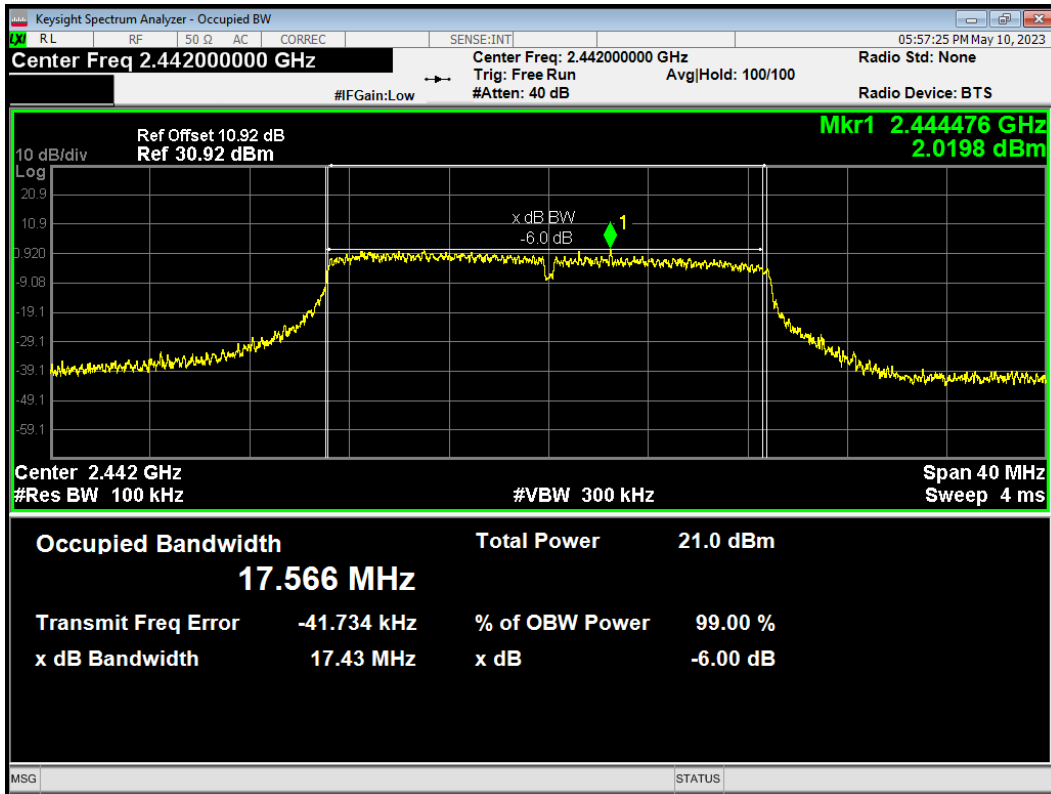 Keysight Spectrum Analyzer - Occupied BW
LXI RL RF 50 Ω AC CORREC SENSE:INT 05:57:25 PM May 10, 2023
Center Freq 2.442000000 GHz Center Freq: 2.442000000 GHz Radio Std: None
Trig: Free Run Avg|Hold: 100/100
#IFGain:Low #Atten: 40 dB Radio Device: BTS
Mkr1 2.444476 GHz
2.0198 dBm
Ref Offset 10.92 dB
10 dB/div Ref 30.92 dBm
Log
20.9
10.9
x dB BW
1
-6.0 dB
0.920
-9.08
-19.1
-29.1
-39.1
-49.1
-59.1
Center 2.442 GHz Span 40 MHz
#Res BW 100 kHz #VBW 300 kHz Sweep 4 ms
Occupied Bandwidth Total Power 21.0 dBm
17.566 MHz
Transmit Freq Error -41.734 kHz % of OBW Power 99.00 %
x dB Bandwidth 17.43 MHz x dB -6.00 dB
MSG STATUS